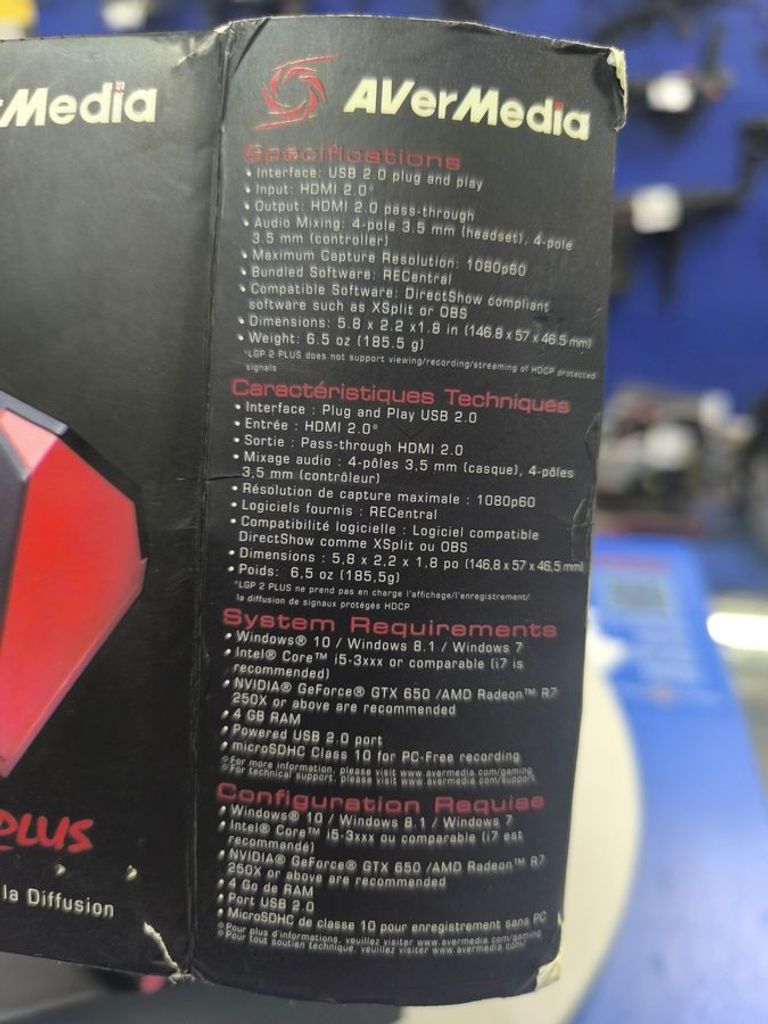 rMedia
PLUS
la Diffusion
AVerMedia
Specifications
• Interface: USB 2.0 plug and play
• Input: HDMI 2.0*
• Output: HDMI 2.0 pass-through
• Audio Mixing: 4-pole 3.5 mm (headset), 4-pole
3.5 mm (controller)
• Maximum Capture Resolution: 1080p60
• Bundled Software: RECentral
• Compatible Software: DirectShow compliant
software such as XSplit or OBS
• Dimensions: 5.8 x 2.2 x1.8 in (146.8 x 57 x 46.5 mm)
• Weight: 6.5 oz (185.5 g)
*LGP 2 PLUS does not support viewing/recording/streaming of HDCP protected
signals
Caractéristiques Techniques
• Interface : Plug and Play USB 2.0
• Entrée : HDMI 2.0*
• Sortie : Pass-through HDMI 2.0
• Mixage audio : 4-pôles 3,5 mm (casque), 4-pôles
3,5 mm (contrôleur)
• Résolution de capture maximale : 1080p60
• Logiciels fournis : RECentral
• Compatibilité logicielle : Logiciel compatible
DirectShow comme XSplit ou OBS
• Dimensions : 5,8 x 2,2 x 1,8 po (146,8 x 57 x 46,5 mm)
• Poids: 6.5 oz (185,5g)
*LGP 2 PLUS ne prend pas en charge l'affichage/l'enregistrement/
la diffusion de signaux protégés HDCP
System Requirements
• Windows® 10 / Windows 8.1 / Windows 7
• Intel® Core™ i5-3xxx or comparable (i7 is
recommended)
• NVIDIA® GeForce® GTX 650 /AMD Radeon™ R7
250X or above are recommended
• 4 GB RAM
• Powered USB 2.0 port
• microSDHC Class 10 for PC-Free recording
※For more information, please visit www.avermedia.com/gaming
※For technical support, please visit www.avermedia.com/support
Configuration Requise
• Windows® 10 / Windows 8.1 / Windows 7
• Intel® Core™ i5-3xxx ou comparable (i7 est
recommandé)
• NVIDIA® GeForce® GTX 650 /AMD Radeon™ R7
250X or above are recommended
• 4 Go de RAM
• Port USB 2.0
• MicroSDHC de classe 10 pour enregistrement sans PC
※Pour plus d'informations, veuillez visiter www.avermedia.com/gaming
※Pour tout soutien technique, veuillez visiter www.avermedia.com/